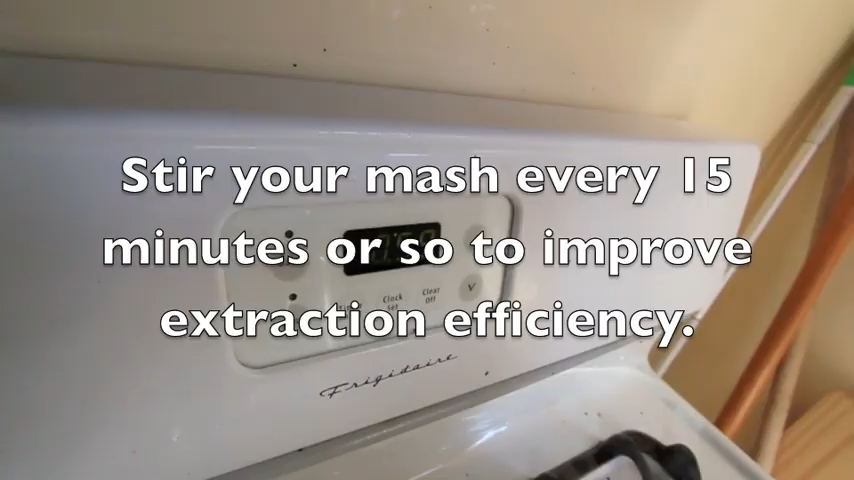 Stir your mash every 15
minutes or so to improve
extraction efficiency.
Clock
Set
Clear
Off
Frigidaire